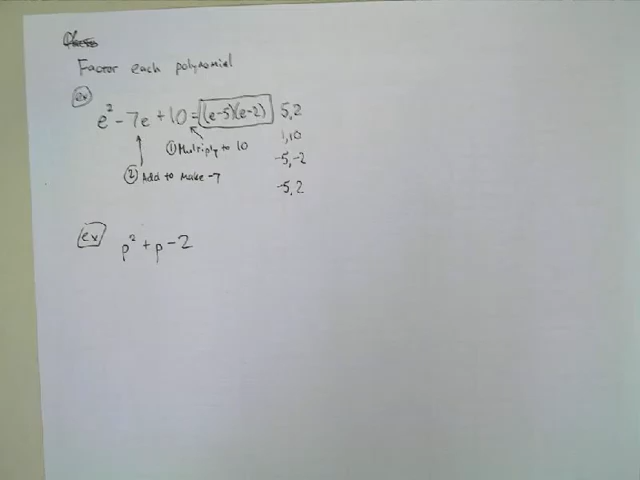 Factor each polynomial
ex
e² - 7e + 10 = (e-5)(e-2) 5,2
1,10
① Multiply to 10
-5,-2
② Add to make -7
-5,2
ex
p² + p - 2